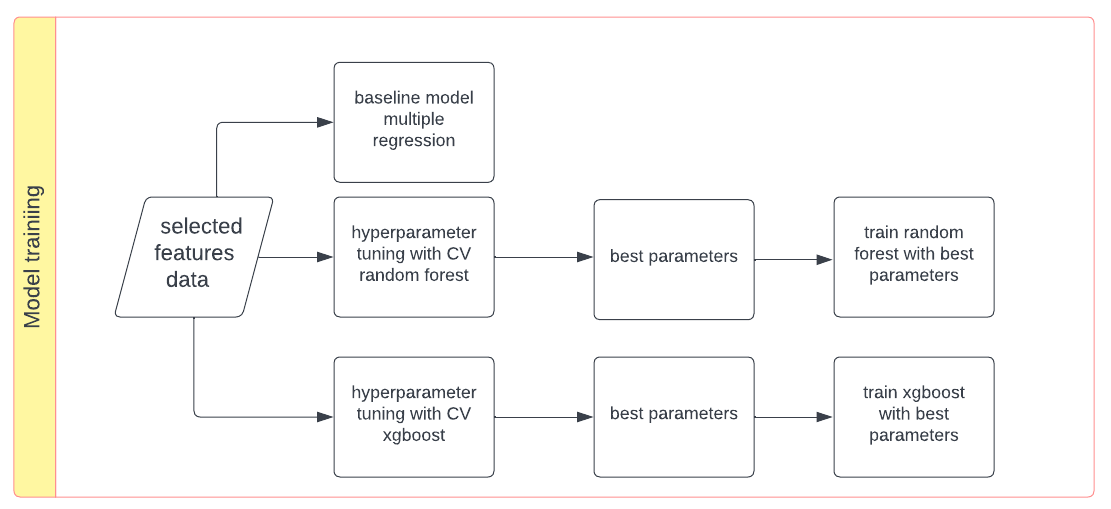 Model trainiing
baseline model
multiple
regression
selected
features
data
hyperparameter
tuning with CV
random forest
best parameters
train random
forest with best
parameters
hyperparameter
tuning with CV
xgboost
best parameters
train xgboost
with best
parameters